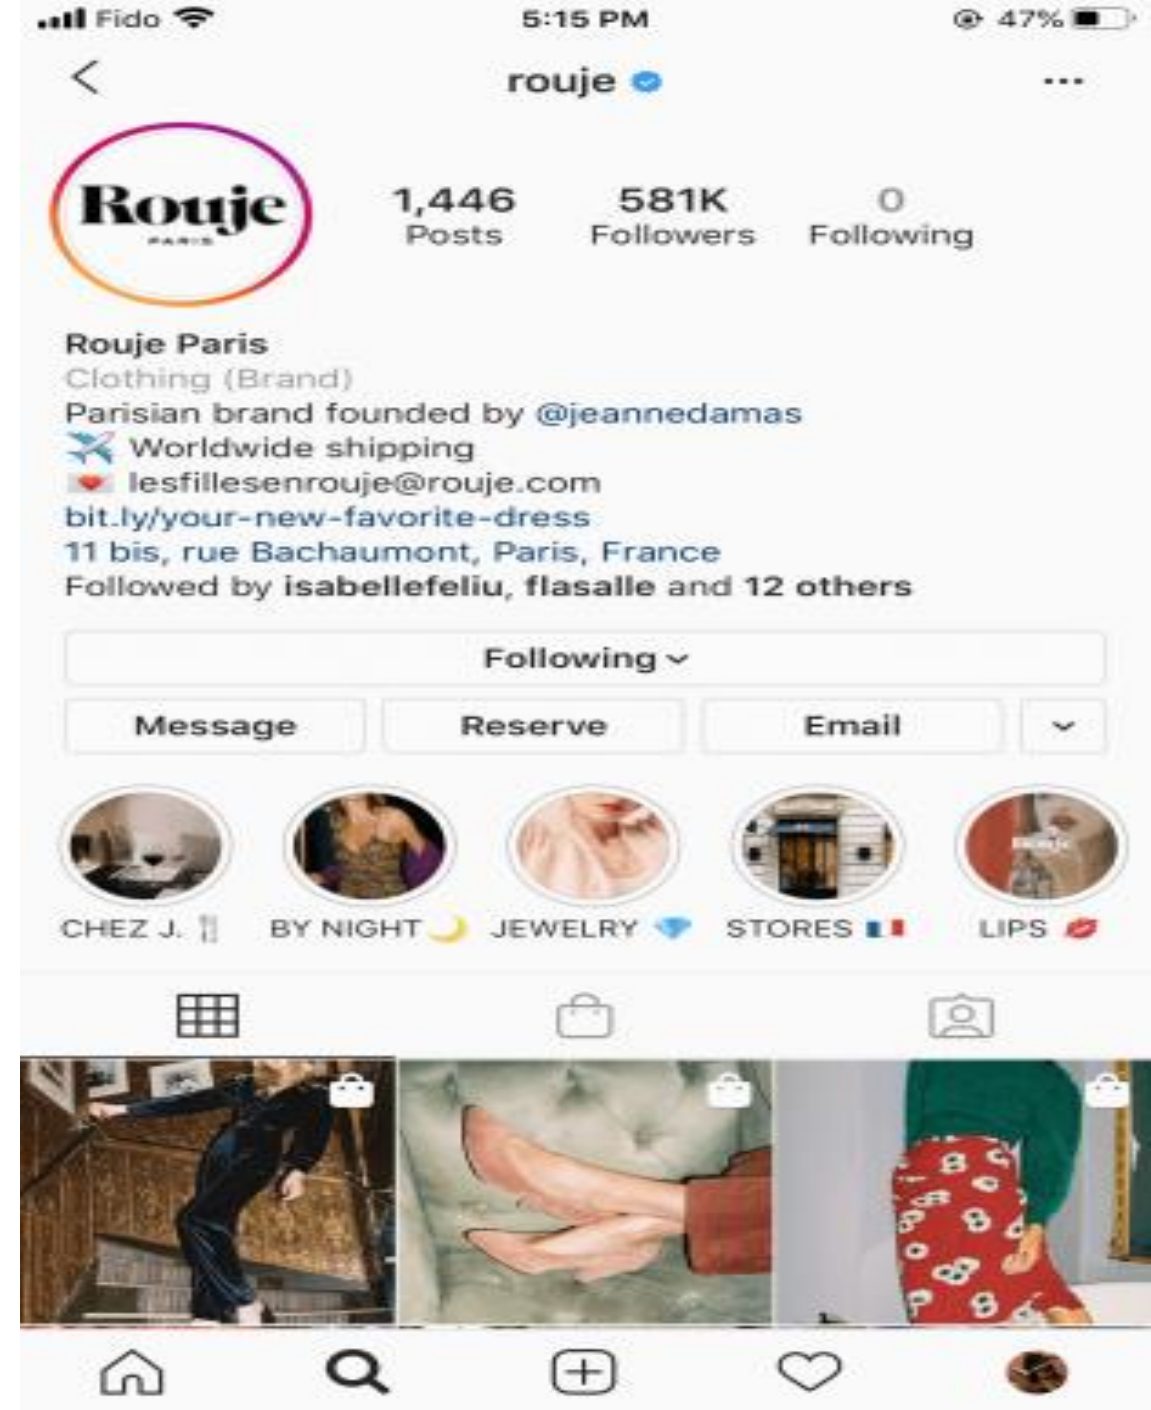 Fido 5:15 PM 47%
rouje
Rouje
PARIS
1,446 581K 0
Posts Followers Following
Rouje Paris
Clothing (Brand)
Parisian brand founded by @jeannedamas
✈️ Worldwide shipping
💌 lesfillesenrouje@rouje.com
bit.ly/your-new-favorite-dress
11 bis, rue Bachaumont, Paris, France
Followed by isabellefeliu, flasalle and 12 others
Following
Message Reserve Email
Rouje
CHEZ J. 🍴 BY NIGHT 🌙 JEWELRY 💎 STORES 🇫🇷 LIPS 💋